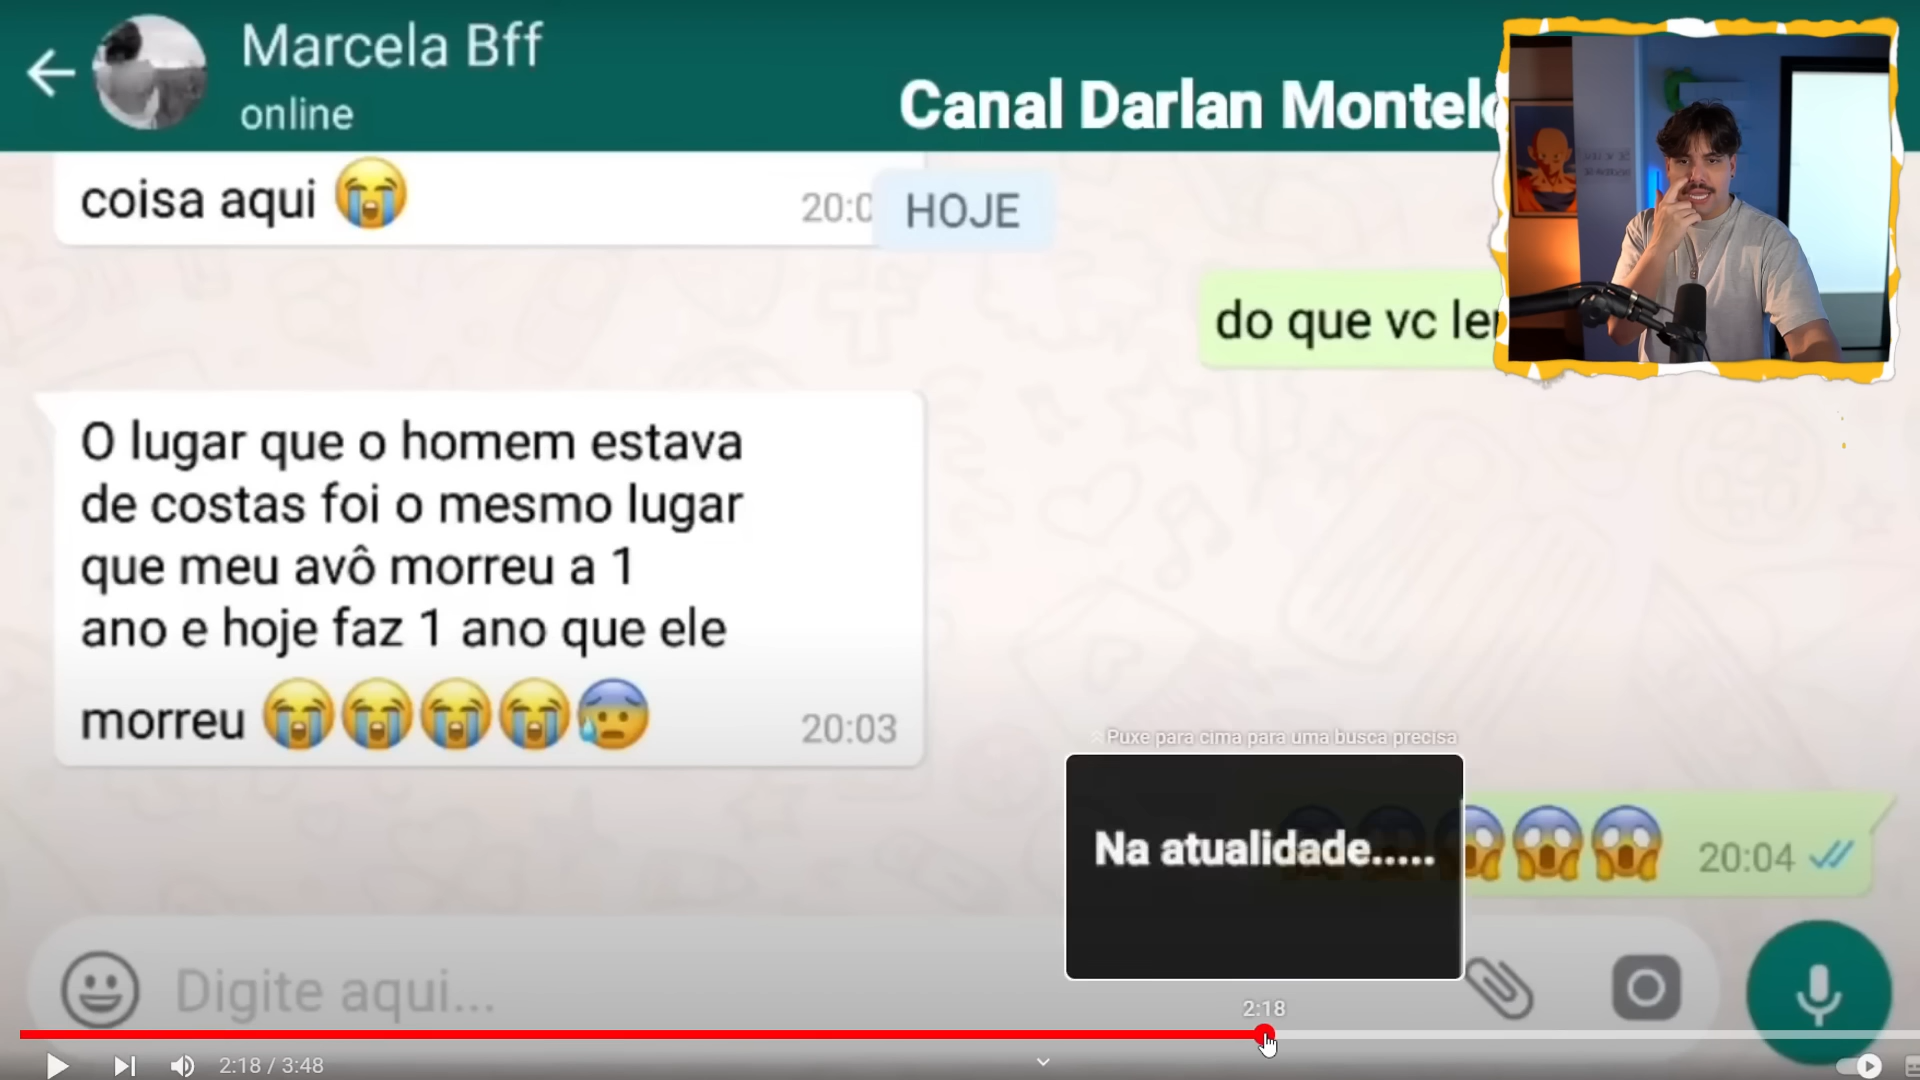 Marcela Bff
online
Canal Darlan
coisa aqui 😭
HOJE
do que vc
O lugar que o homem estava
de costas foi o mesmo lugar
que meu avô morreu a 1
ano e hoje faz 1 ano que ele
morreu 😭😭😭😭😰
20:03
Puxe para cima para uma busca precisa
Na atualidade.....
😱😱😱😱😱
20:04
Digite aqui...
2:18
2:18 / 3:48